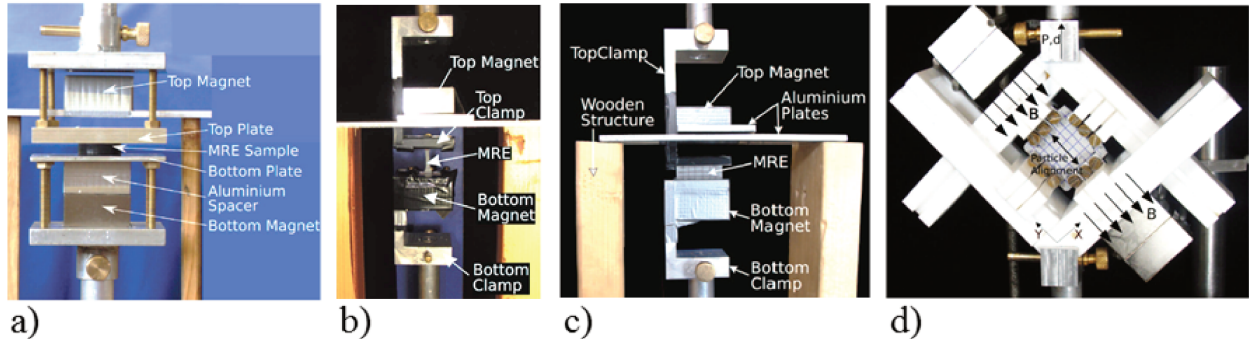 Top Magnet
Top Plate
MRE Sample
Bottom Plate
Aluminium
Spacer
Bottom Magnet
a)
Top Magnet
Top
Clamp
MRE
Bottom
Magnet
Bottom
Clamp
b)
TopClamp
Top Magnet
Wooden
Structure
Aluminium
Plates
MRE
Bottom
Magnet
Bottom
Clamp
c)
P,d
B
Particle
Alignment
B
Y
X
d)